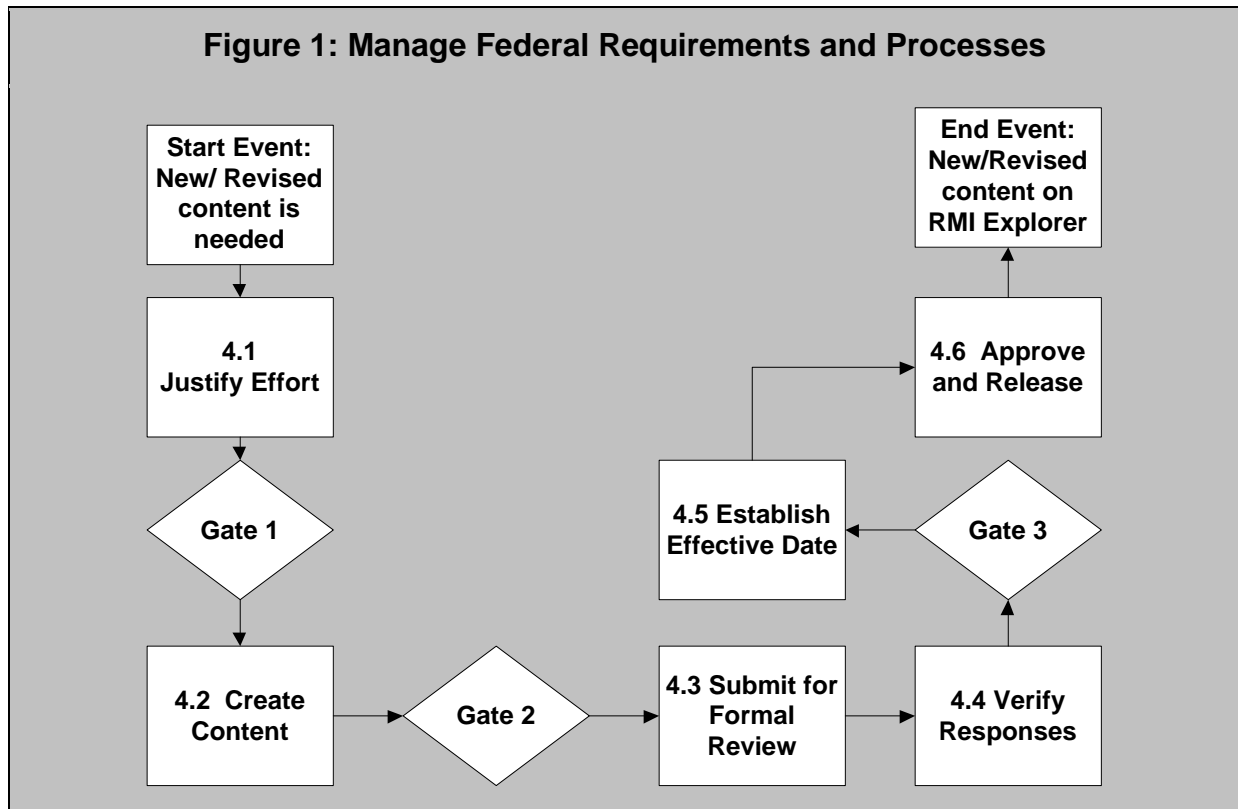 Figure 1: Manage Federal Requirements and Processes
Start Event:
New/ Revised
content is
needed
4.1
Justify Effort
Gate 1
4.2 Create
Content
Gate 2
4.3 Submit for
Formal
Review
4.4 Verify
Responses
Gate 3
4.5 Establish
Effective Date
4.6 Approve
and Release
End Event:
New/Revised
content on
RMI Explorer